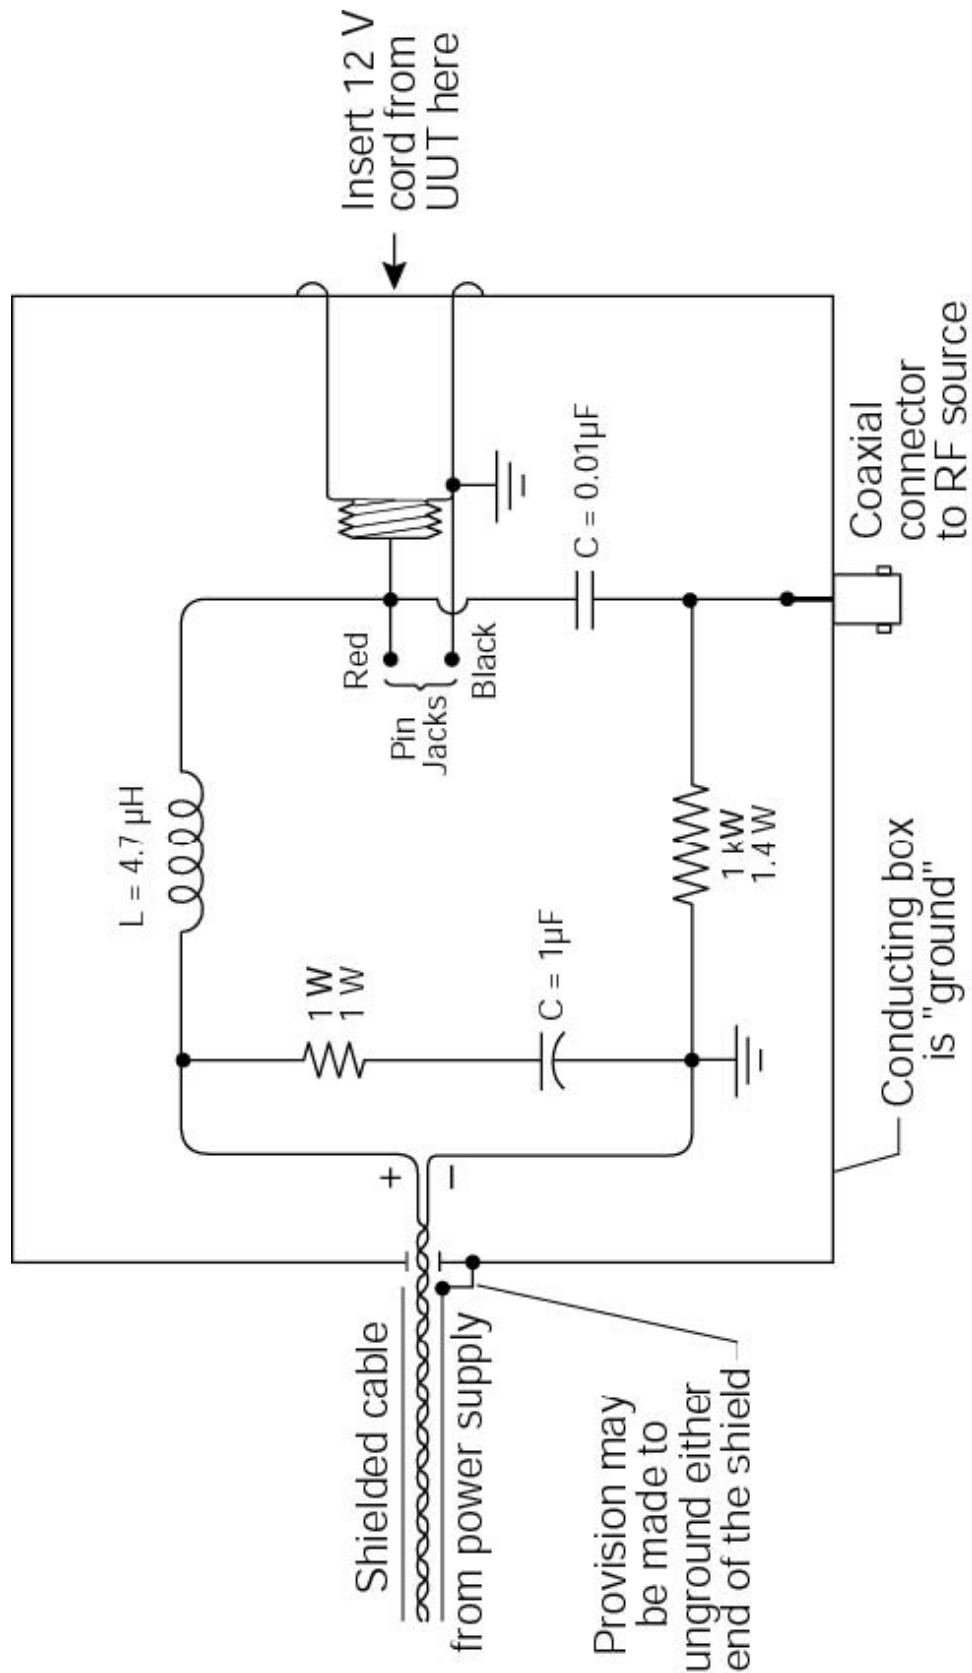 Shielded cable
from power supply
Provision may
be made to
unground either
end of the shield
+
−
1 W
1 W
C = 1µF
L = 4.7 µH
1 kW
1.4 W
Conducting box
is "ground"
Red
Pin
Jacks
Black
C = 0.01µF
Coaxial
connector
to RF source
Insert 12 V
cord from
UUT here